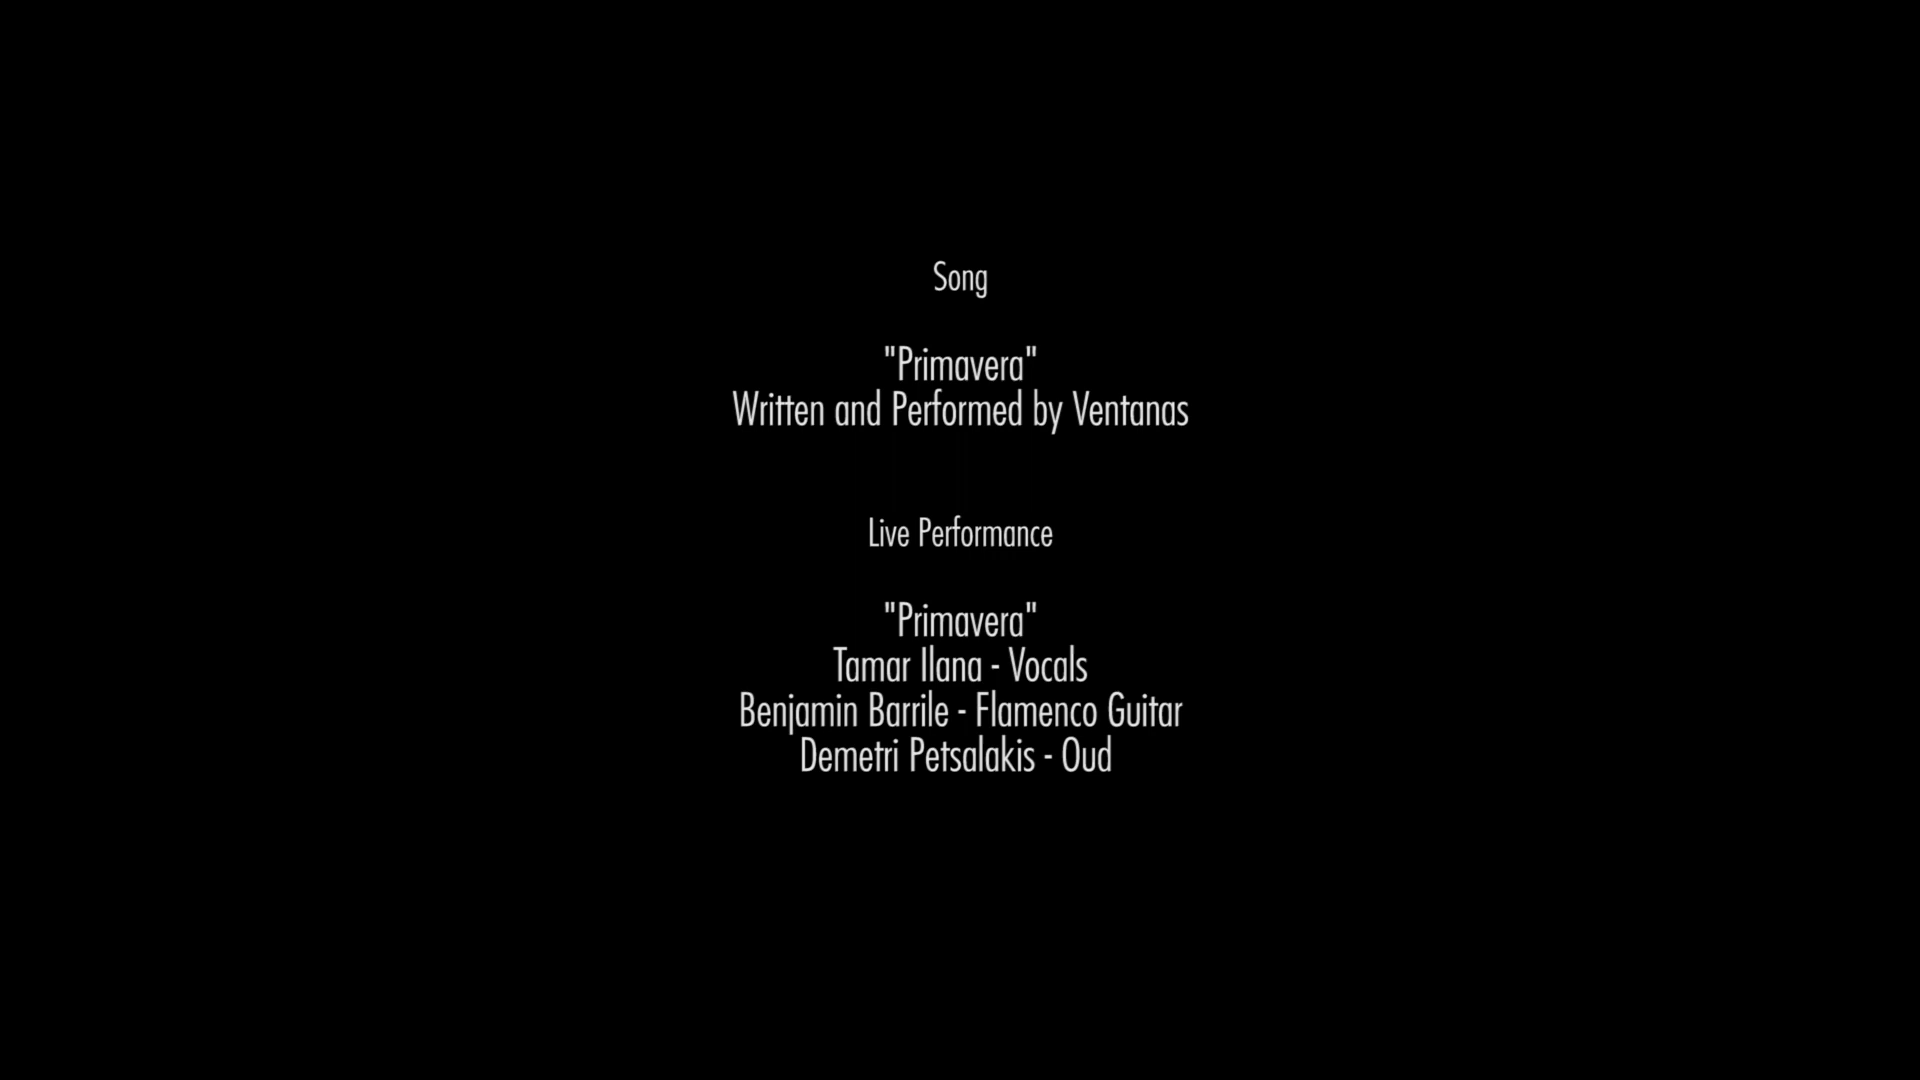 Song
"Primavera"
Written and Performed by Ventanas
Live Performance
"Primavera"
Tamar Ilana - Vocals
Benjamin Barrile - Flamenco Guitar
Demetri Petsalakis - Oud